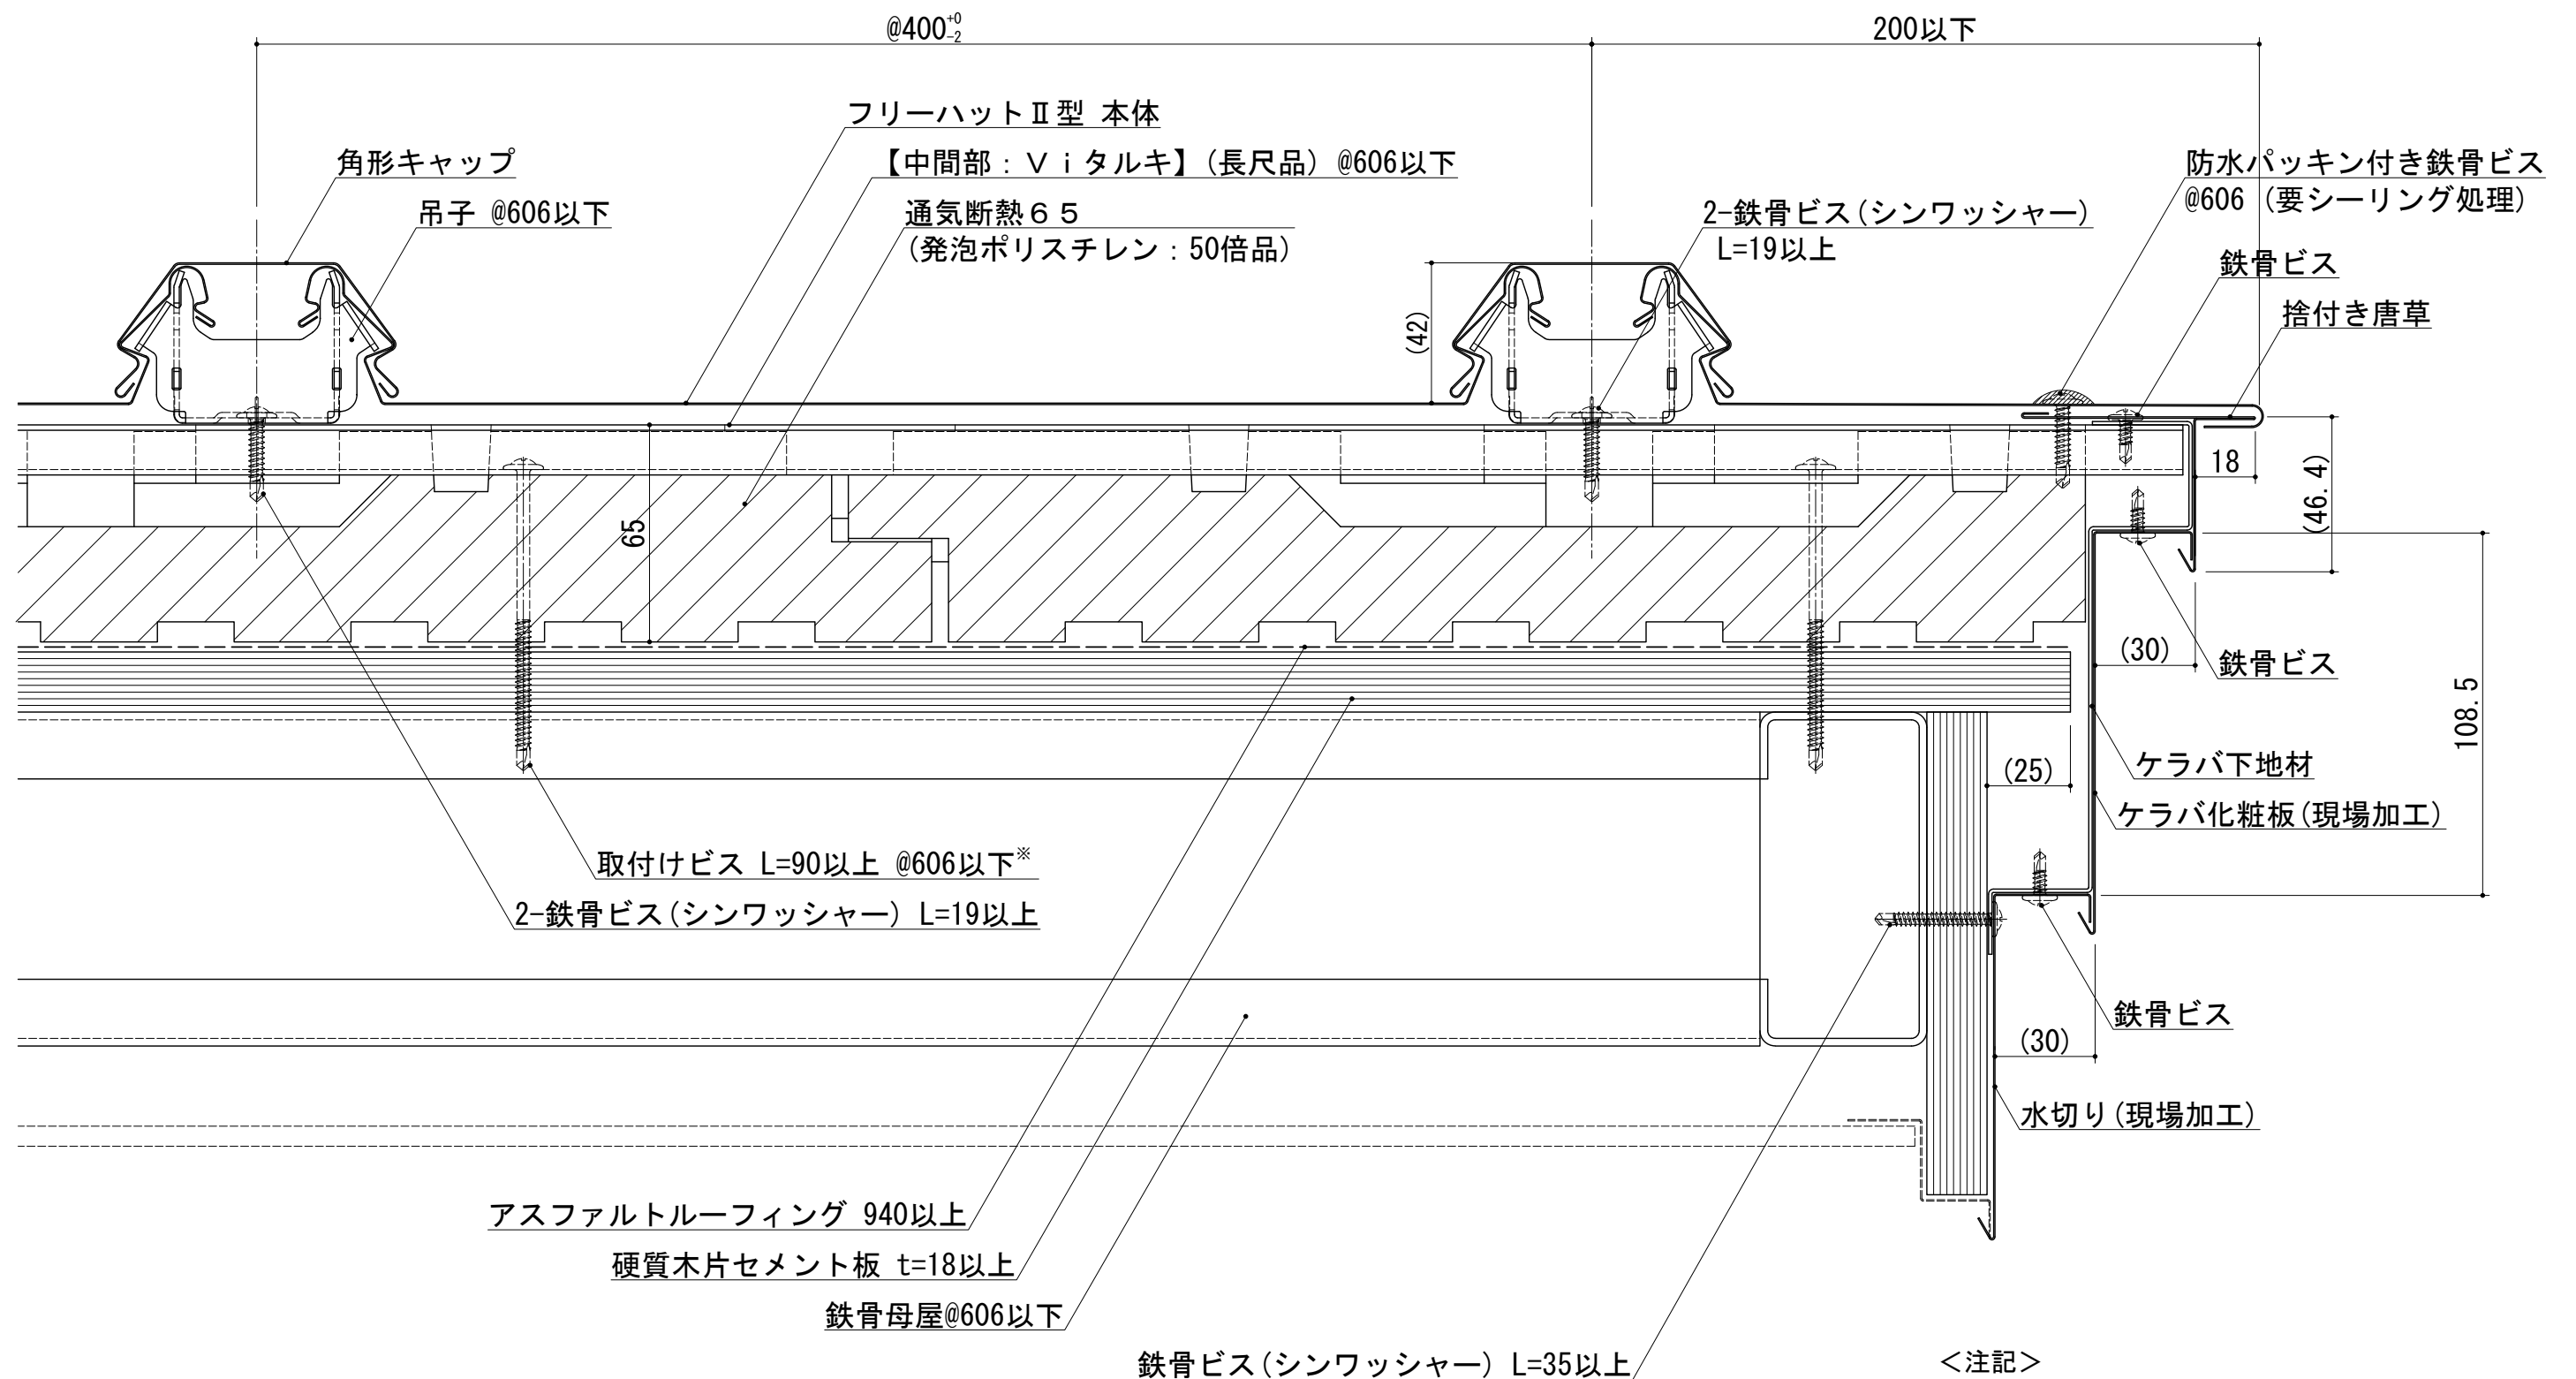 @400+0-2
200以下
フリーハットⅡ型 本体
角形キャップ
【中間部：Ｖｉタルキ】(長尺品) @606以下
防水パッキン付き鉄骨ビス
@606 (要シーリング処理)
吊子 @606以下
通気断熱６５
(発泡ポリスチレン：50倍品)
2-鉄骨ビス(シンワッシャー)
L=19以上
鉄骨ビス
捨付き唐草
(42)
18
(46.4)
65
(30)
鉄骨ビス
108.5
(25)
ケラバ下地材
ケラバ化粧板(現場加工)
取付けビス L=90以上 @606以下※
2-鉄骨ビス(シンワッシャー) L=19以上
鉄骨ビス
(30)
水切り(現場加工)
アスファルトルーフィング 940以上
硬質木片セメント板 t=18以上
鉄骨母屋@606以下
鉄骨ビス(シンワッシャー) L=35以上
＜注記＞